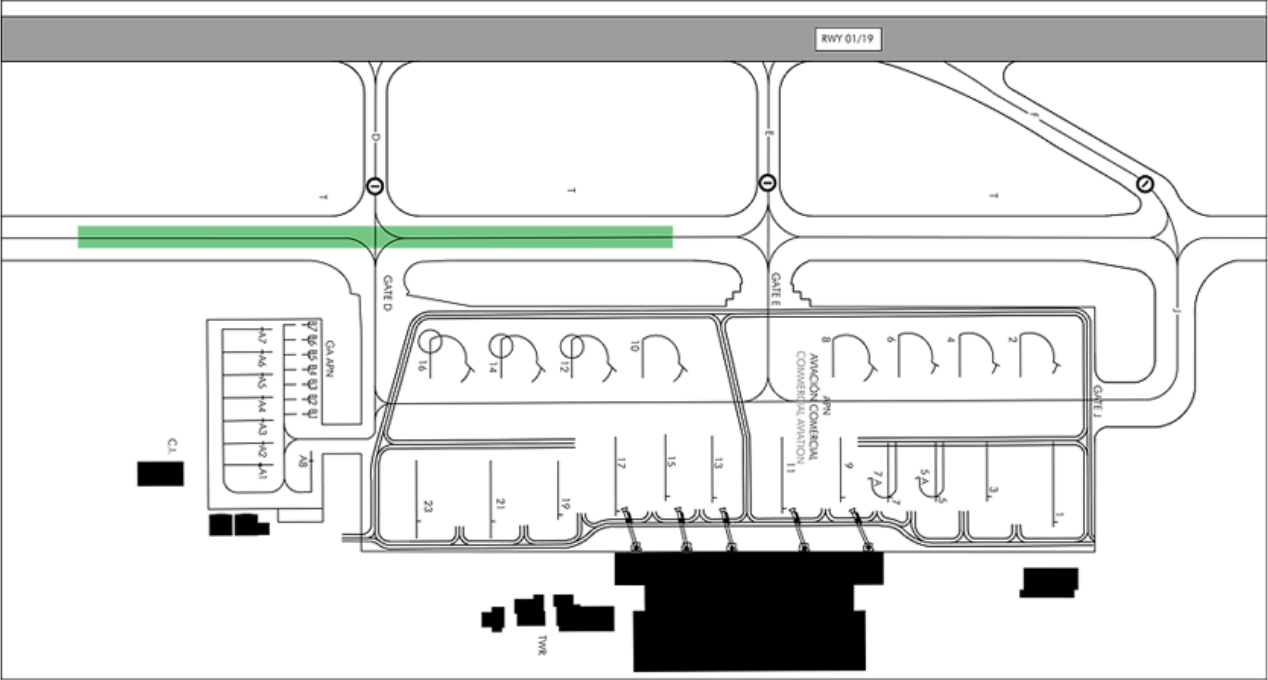 RWY 01/19
D
E
F
T
T
T
GATE D
GATE E
J
GATE J
GA APN
B7
B6
B5
B4
B3
B2
B1
A7
A6
A5
A4
A3
A2
A1
A8
C.I.
16
14
12
10
8
6
4
2
APN
AVIACIÓN COMERCIAL
COMMERCIAL AVIATION
23
21
19
17
15
13
11
9
7 A
7
5 A
5
3
1
TWR